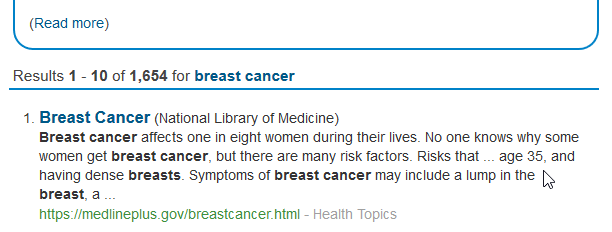 (Read more)
Results 1 - 10 of 1,654 for breast cancer
1. Breast Cancer (National Library of Medicine)
Breast cancer affects one in eight women during their lives. No one knows why some
women get breast cancer, but there are many risk factors. Risks that ... age 35, and
having dense breasts. Symptoms of breast cancer may include a lump in the
breast, a ...
https://medlineplus.gov/breastcancer.html - Health Topics